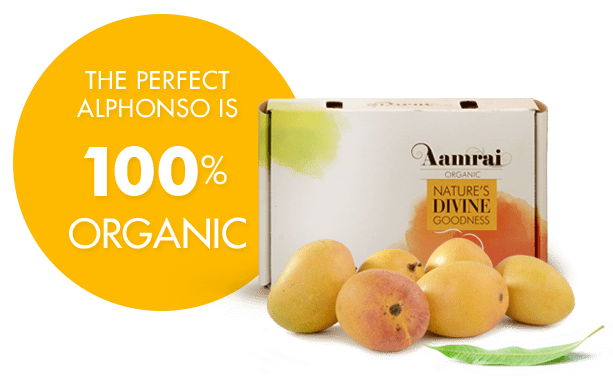 THE PERFECT
ALPHONSO IS
100%
ORGANIC
Aamrai
ORGANIC
NATURE'S
DIVINE
GOODNESS